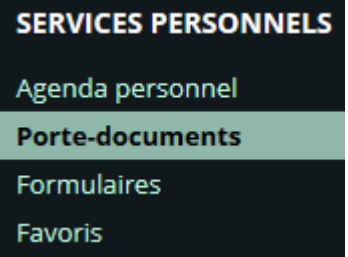 SERVICES PERSONNELS
Agenda personnel
Porte-documents
Formulaires
Favoris